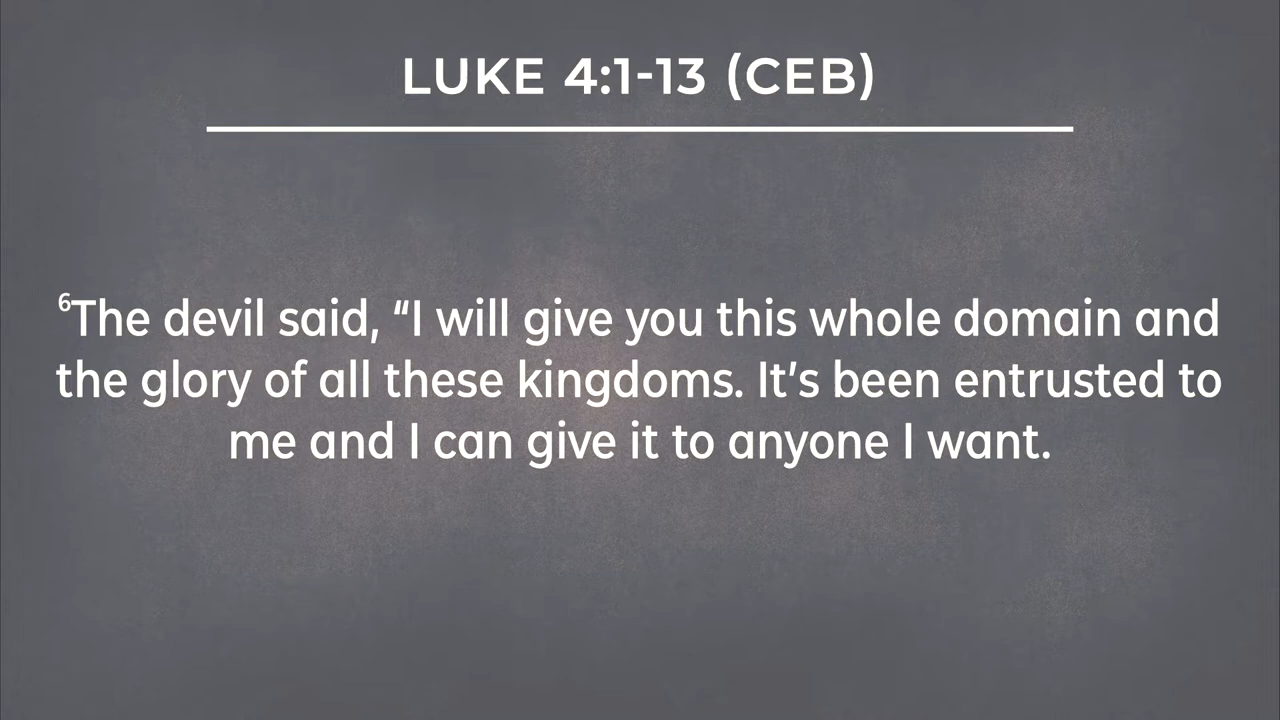 LUKE 4:1-13 (CEB)
⁶The devil said, “I will give you this whole domain and
the glory of all these kingdoms. It’s been entrusted to
me and I can give it to anyone I want.